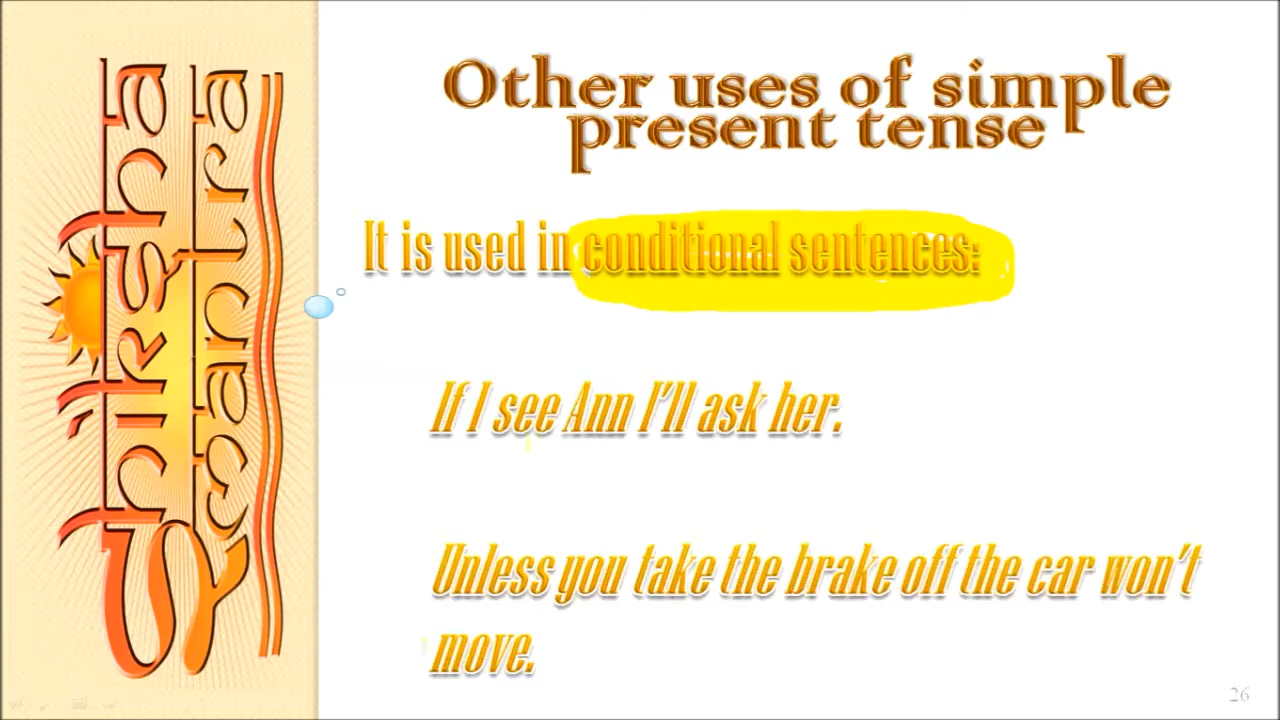 Shiksha
Mantra
Other uses of simple
present tense
It is used in conditional sentences:
If I see Ann I'll ask her.
Unless you take the brake off the car won't
move.
26